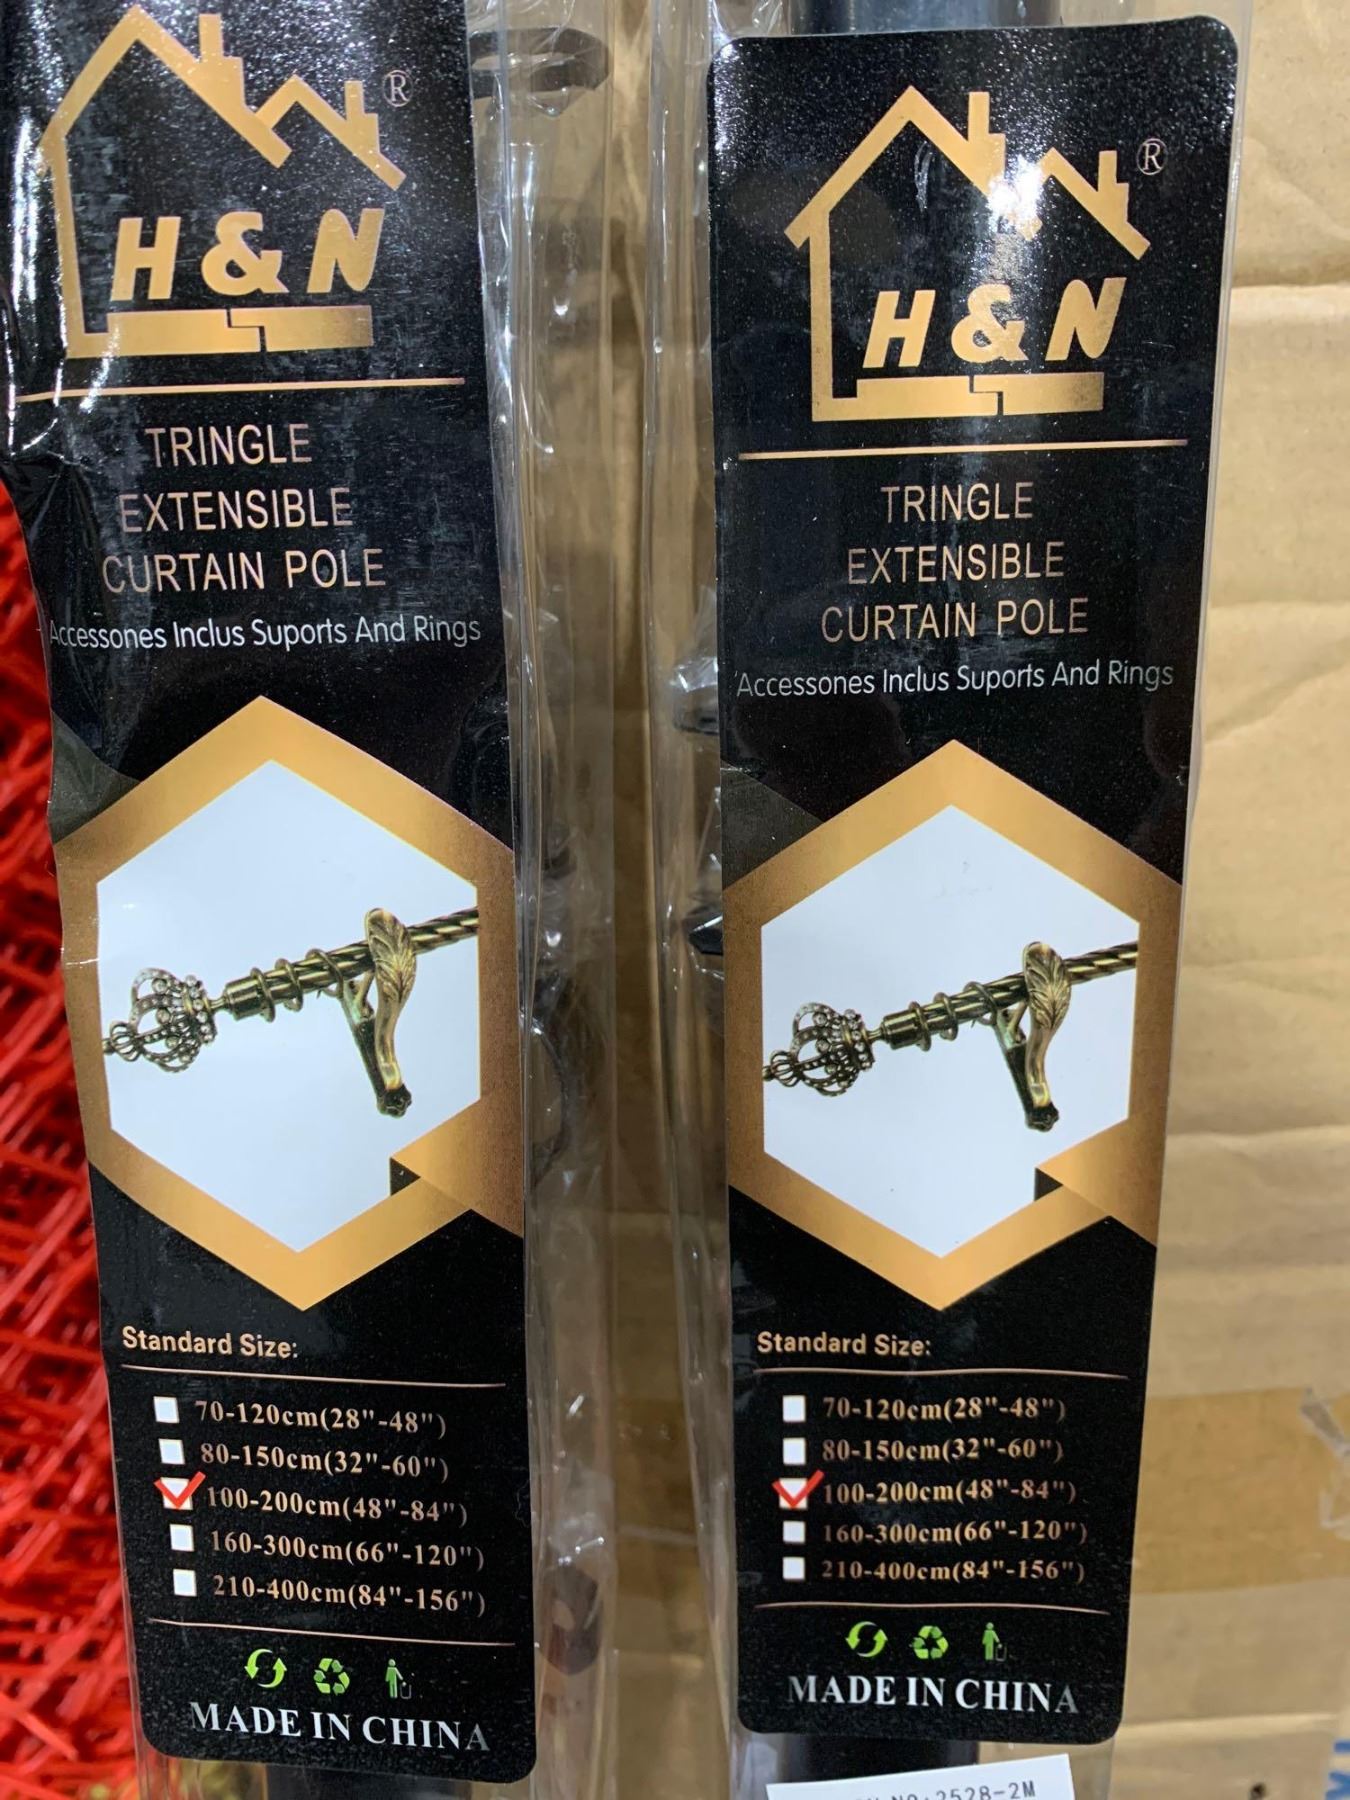 ®
H&N
TRINGLE
EXTENSIBLE
CURTAIN POLE
Accessones Inclus Suports And Rings
Standard Size:
70-120cm(28"-48")
80-150cm(32"-60")
100-200cm(48"-84")
160-300cm(66"-120")
210-400cm(84"-156")
MADE IN CHINA
®
H&N
TRINGLE
EXTENSIBLE
CURTAIN POLE
Accessones Inclus Suports And Rings
Standard Size:
70-120cm(28"-48")
80-150cm(32"-60")
100-200cm(48"-84")
160-300cm(66"-120")
210-400cm(84"-156")
MADE IN CHINA
NO:2528-2M